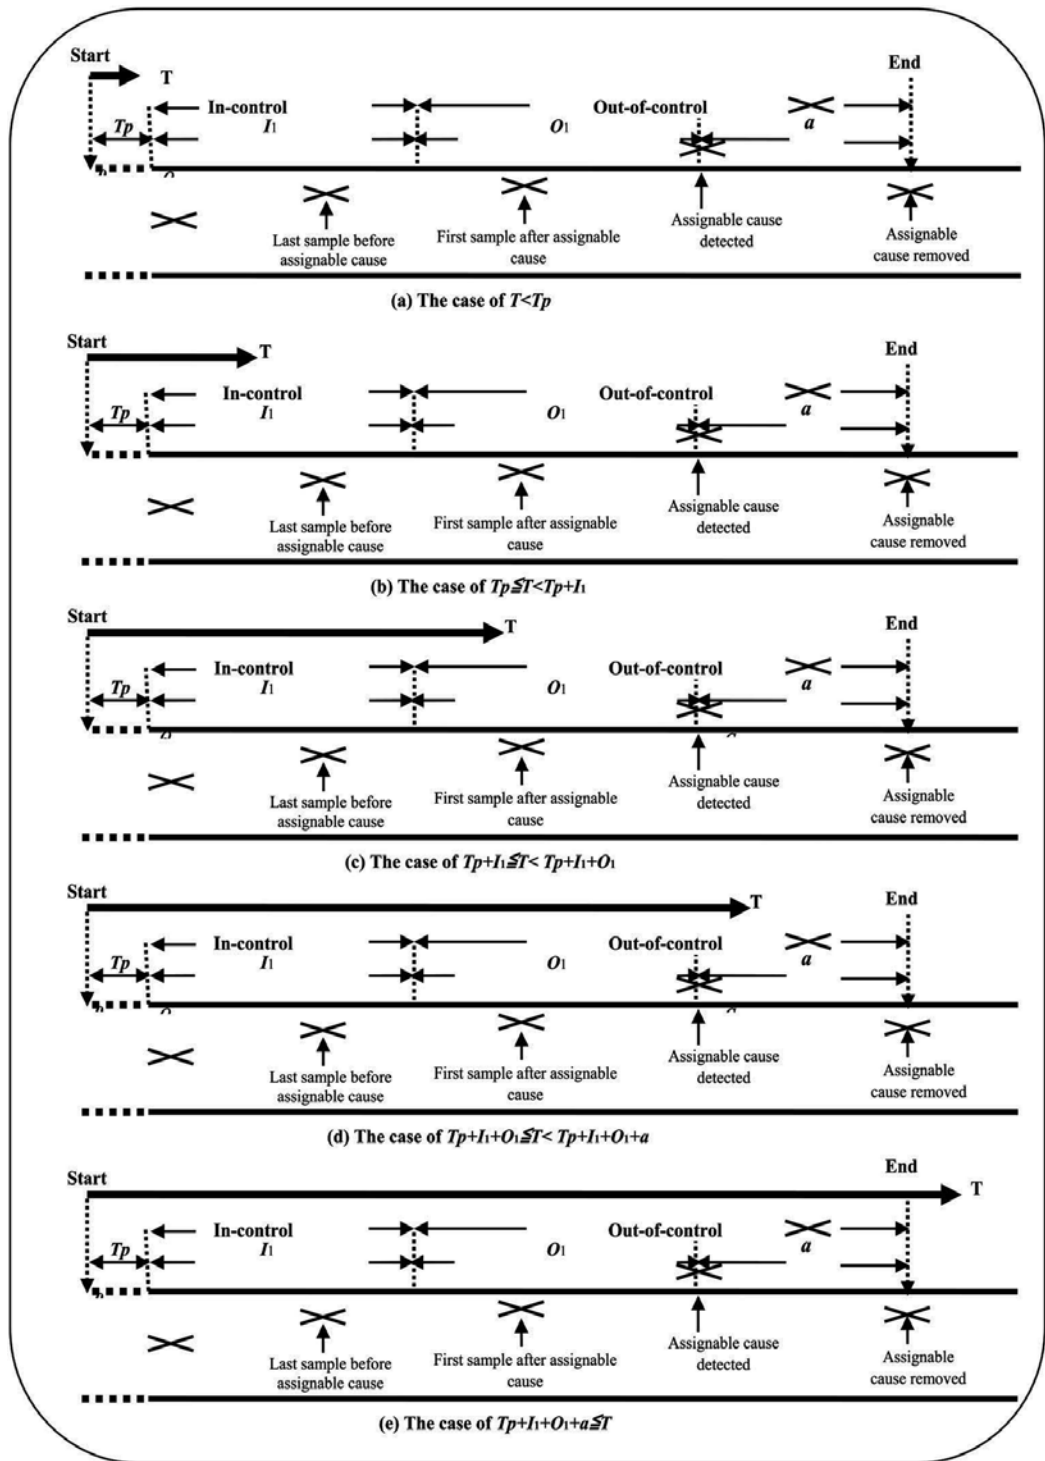 Start
T
End
In-control
Out-of-control
Tp
I1
O1
a
Last sample before
assignable cause
First sample after assignable
cause
Assignable cause
detected
Assignable
cause removed
(a) The case of T<Tp
Start
T
End
In-control
Out-of-control
Tp
I1
O1
a
Last sample before
assignable cause
First sample after assignable
cause
Assignable cause
detected
Assignable
cause removed
(b) The case of Tp≦T<Tp+I1
Start
T
End
In-control
Out-of-control
Tp
I1
O1
a
Last sample before
assignable cause
First sample after assignable
cause
Assignable cause
detected
Assignable
cause removed
(c) The case of Tp+I1≦T< Tp+I1+O1
Start
T
End
In-control
Out-of-control
Tp
I1
O1
a
Last sample before
assignable cause
First sample after assignable
cause
Assignable cause
detected
Assignable
cause removed
(d) The case of Tp+I1+O1≦T< Tp+I1+O1+a
Start
End
T
In-control
Out-of-control
Tp
I1
O1
a
Last sample before
assignable cause
First sample after assignable
cause
Assignable cause
detected
Assignable
cause removed
(e) The case of Tp+I1+O1+a≦T